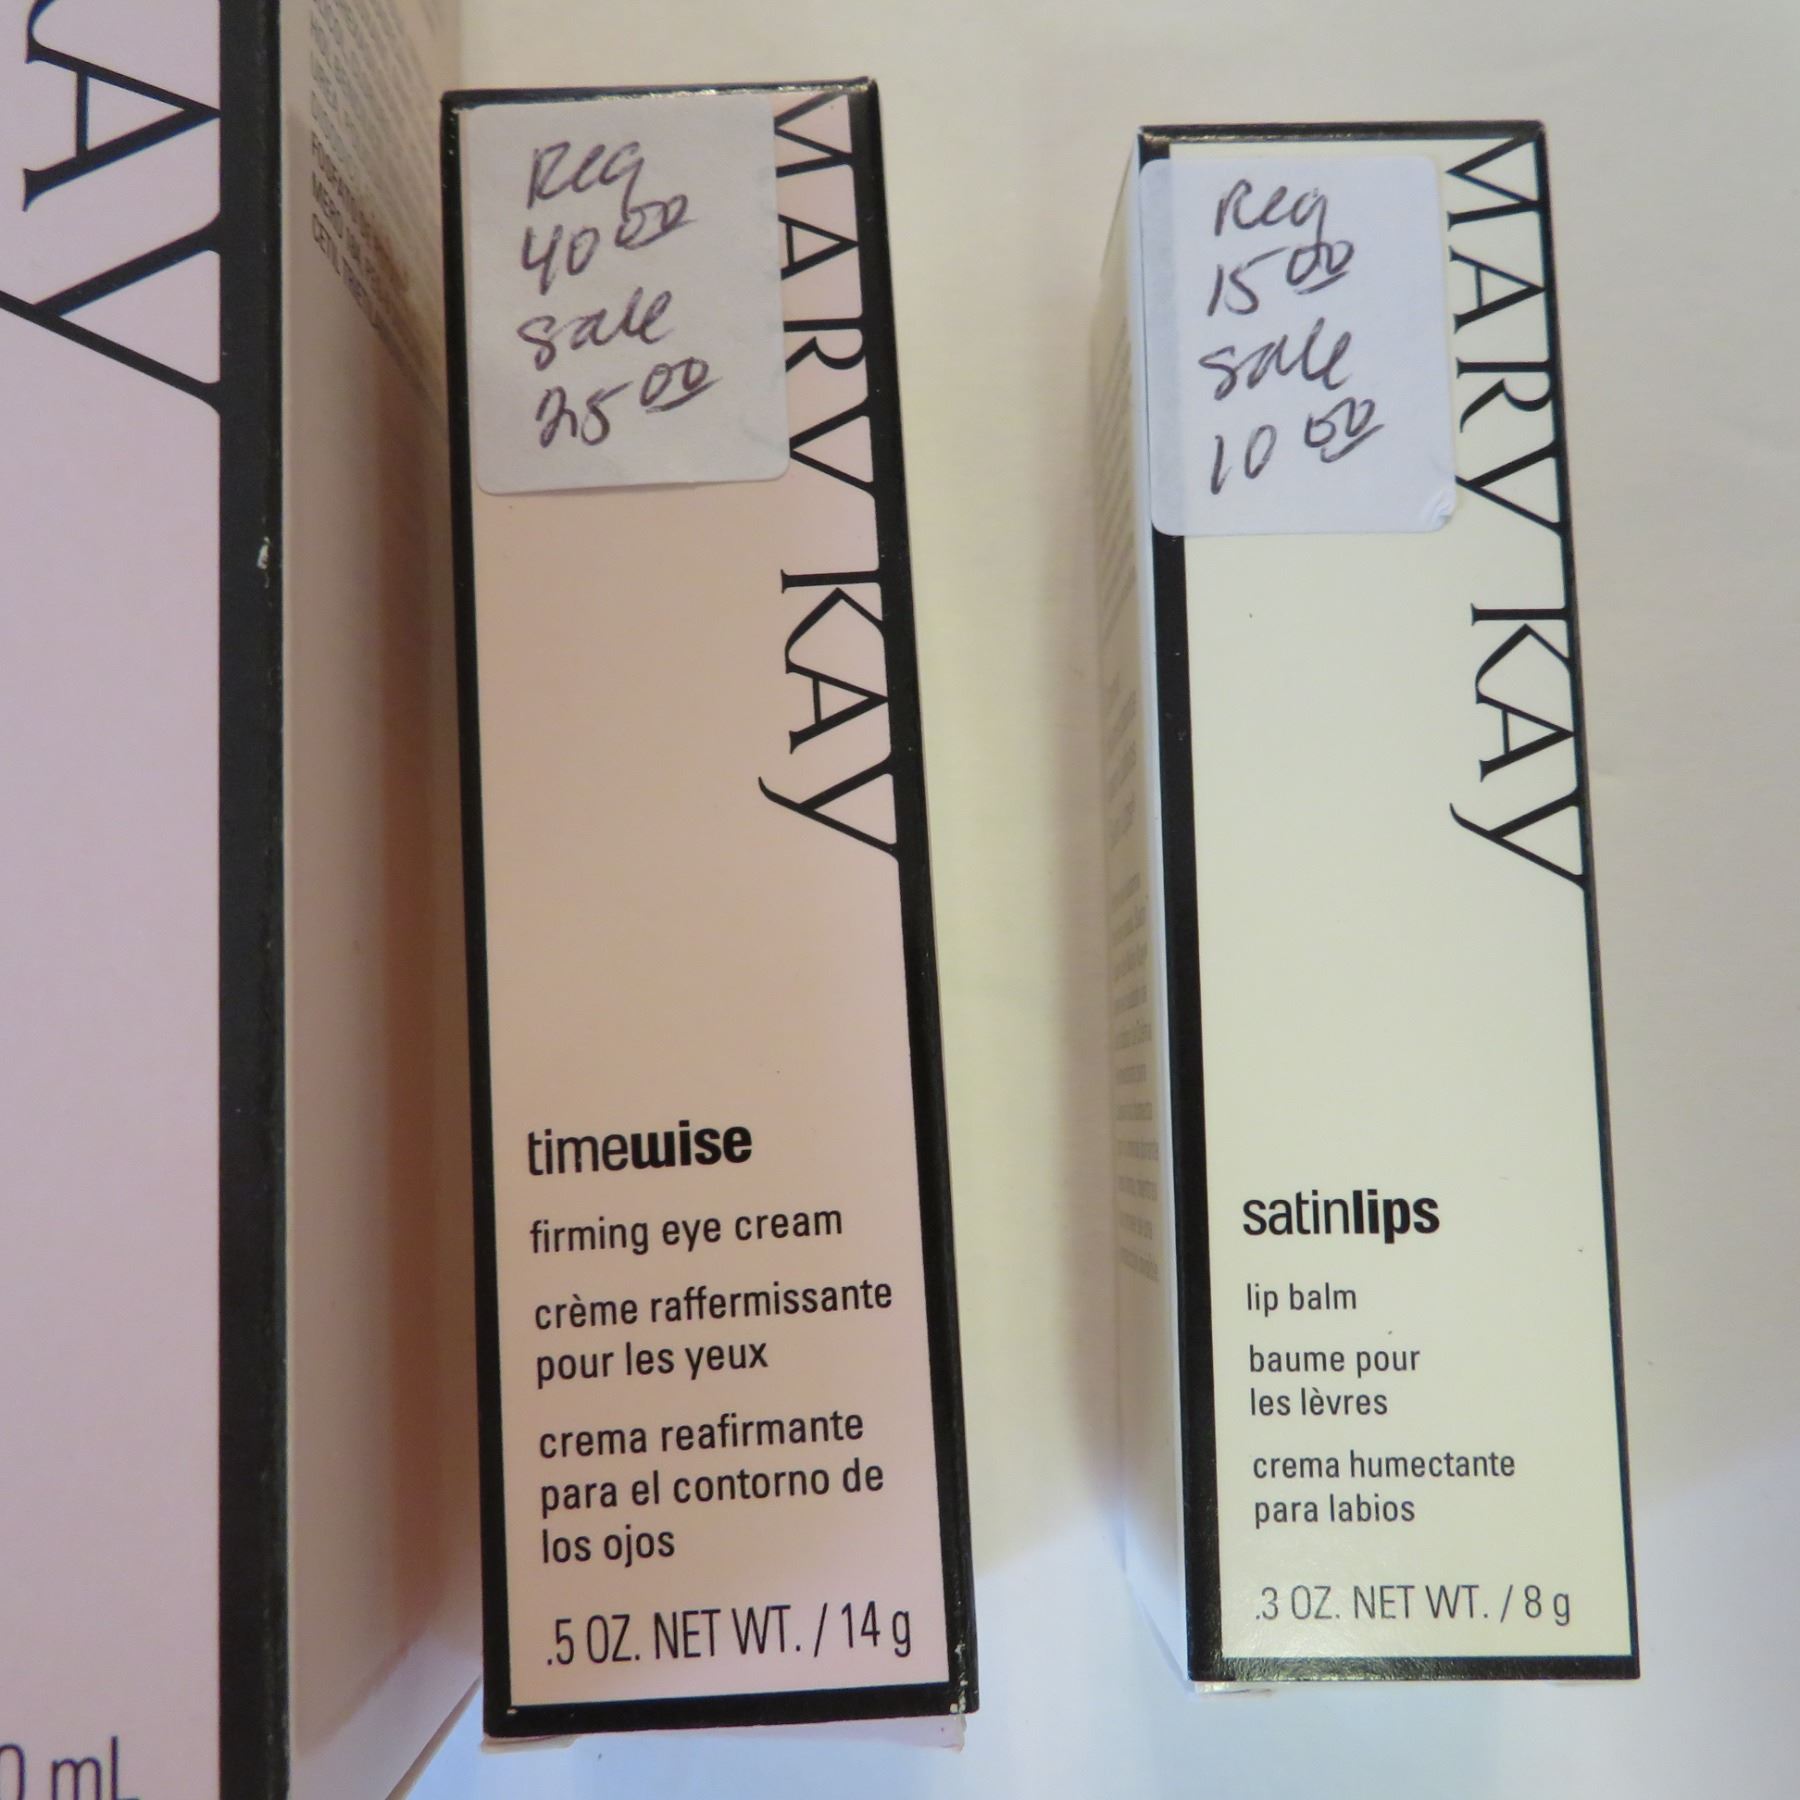 KAY
0 mL
Reg
40 00
Sale
25 00
MARY KAY
timewise
firming eye cream
crème raffermissante
pour les yeux
crema reafirmante
para el contorno de
los ojos
.5 OZ. NET WT. / 14 g
Reg
15 00
Sale
10 00
MARY KAY
satinlips
lip balm
baume pour
les lèvres
crema humectante
para labios
.3 OZ. NET WT. / 8 g